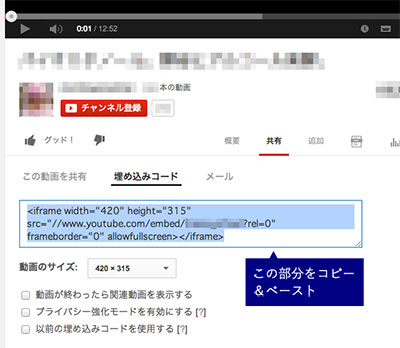 0:01 / 12:52
本の動画
チャンネル登録
グッド！
概要 共有 追加
この動画を共有 埋め込みコード メール
<iframe width="420" height="315"
src="//www.youtube.com/embed/ ?rel=0"
frameborder="0" allowfullscreen></iframe>
動画のサイズ: 420 × 315
この部分をコピー
＆ペースト
動画が終わったら関連動画を表示する
プライバシー強化モードを有効にする [?]
以前の埋め込みコードを使用する [?]